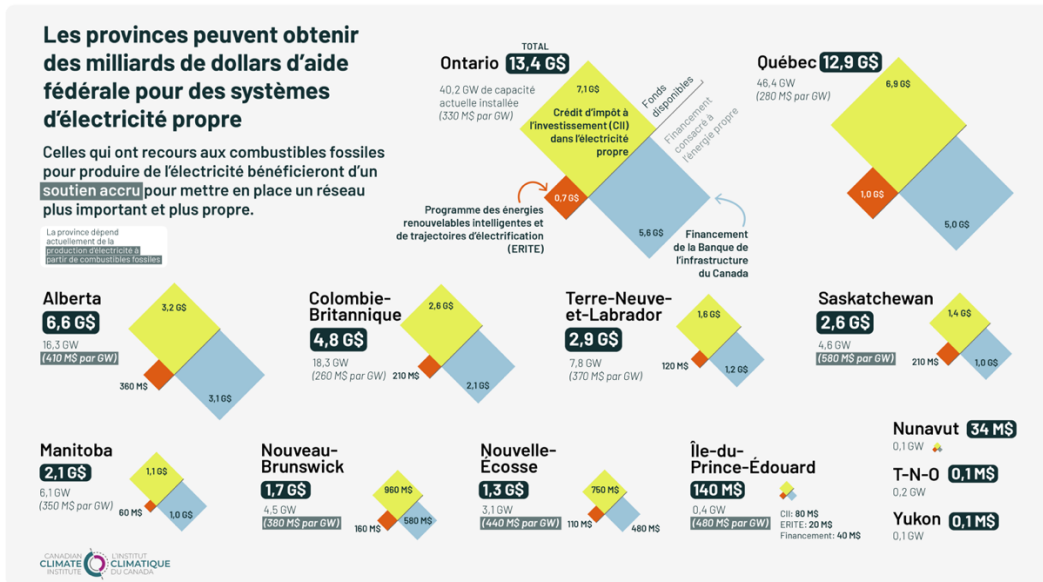 Les provinces peuvent obtenir
des milliards de dollars d'aide
fédérale pour des systèmes
d'électricité propre
Celles qui ont recours aux combustibles fossiles
pour produire de l'électricité bénéficieront d'un
soutien accru pour mettre en place un réseau
plus important et plus propre.
La province dépend
actuellement de la
production d'électricité à
partir de combustibles fossiles
TOTAL
Ontario 13,4 G$
40,2 GW de capacité
actuelle installée
(330 M$ par GW)
7,1 G$
Crédit d'impôt à
l'investissement (CII)
dans l'électricité
propre
Fonds
disponibles
Financement
consacré à
l'énergie propre
0,7 G$
Programme des énergies
renouvelables intelligentes et
de trajectoires d'électrification
(ERITE)
5,6 G$
Financement
de la Banque de
l'infrastructure
du Canada
Québec 12,9 G$
46,4 GW
(280 M$ par GW)
6,9 G$
1,0 G$
5,0 G$
Alberta
6,6 G$
16,3 GW
(410 M$ par GW)
3,2 G$
360 M$
3,1 G$
Colombie-
Britannique
4,8 G$
18,3 GW
(260 M$ par GW)
2,6 G$
210 M$
2,1 G$
Terre-Neuve-
et-Labrador
2,9 G$
7,8 GW
(370 M$ par GW)
1,6 G$
120 M$
1,2 G$
Saskatchewan
2,6 G$
4,6 GW
(580 M$ par GW)
1,4 G$
210 M$
1,0 G$
Manitoba
2,1 G$
6,1 GW
(350 M$ par GW)
1,1 G$
60 M$
1,0 G$
Nouveau-
Brunswick
1,7 G$
4,5 GW
(380 M$ par GW)
960 M$
160 M$
580 M$
Nouvelle-
Écosse
1,3 G$
3,1 GW
(440 M$ par GW)
750 M$
110 M$
480 M$
Île-du-
Prince-Édouard
140 M$
0,4 GW
(480 M$ par GW)
CII: 80 M$
ERITE: 20 M$
Financement: 40 M$
Nunavut 34 M$
0,1 GW
T-N-O 0,1 M$
0,2 GW
Yukon 0,1 M$
0,1 GW
CANADIAN
CLIMATE
INSTITUTE
L'INSTITUT
CLIMATIQUE
DU CANADA